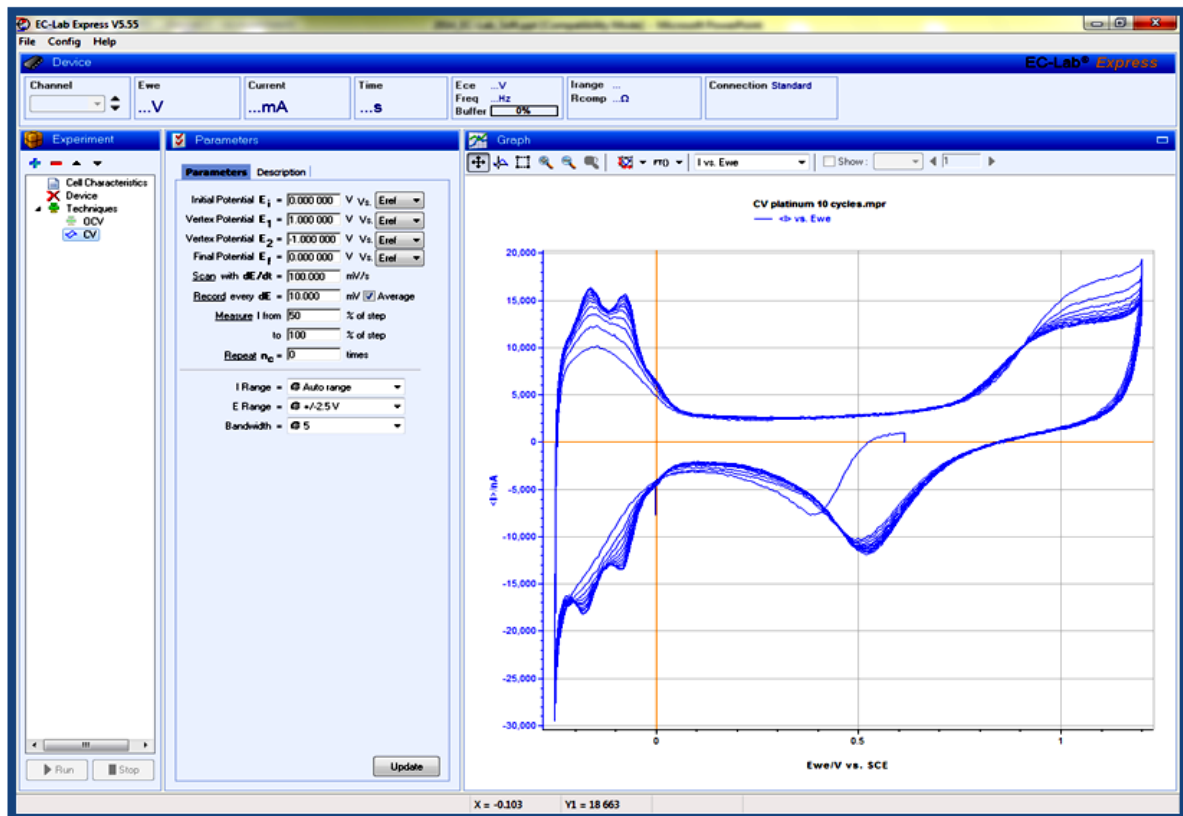 EC-Lab Express V5.55
File Config Help
Device
EC-Lab® Express
Channel
Ewe
...V
Current
...mA
Time
...s
Ece ...V
Freq ...Hz
Buffer 0%
Irange ...
Rcomp ...Ω
Connection Standard
Experiment
Cell Characteristics
Device
Techniques
OCV
CV
Run
Stop
Parameters
Parameters Description
Initial Potential Ei = 0.000 000 V Vs. Eref
Vertex Potential E1 = 1.000 000 V Vs. Eref
Vertex Potential E2 = -1.000 000 V Vs. Eref
Final Potential Ef = 0.000 000 V Vs. Eref
Scan with dE/dt = 100.000 mV/s
Record every dE = 10.000 mV Average
Measure I from 50 % of step
to 100 % of step
Repeat nc = 0 times
I Range = Auto range
E Range = +/-2.5 V
Bandwidth = 5
Update
Graph
I vs. Ewe
Show :
1
CV platinum 10 cycles.mpr
<I> vs. Ewe
20,000
15,000
10,000
5,000
0
-5,000
-10,000
-15,000
-20,000
-25,000
-30,000
<I>/nA
0 0.5 1
Ewe/V vs. SCE
X = -0.103 Y1 = 18 663